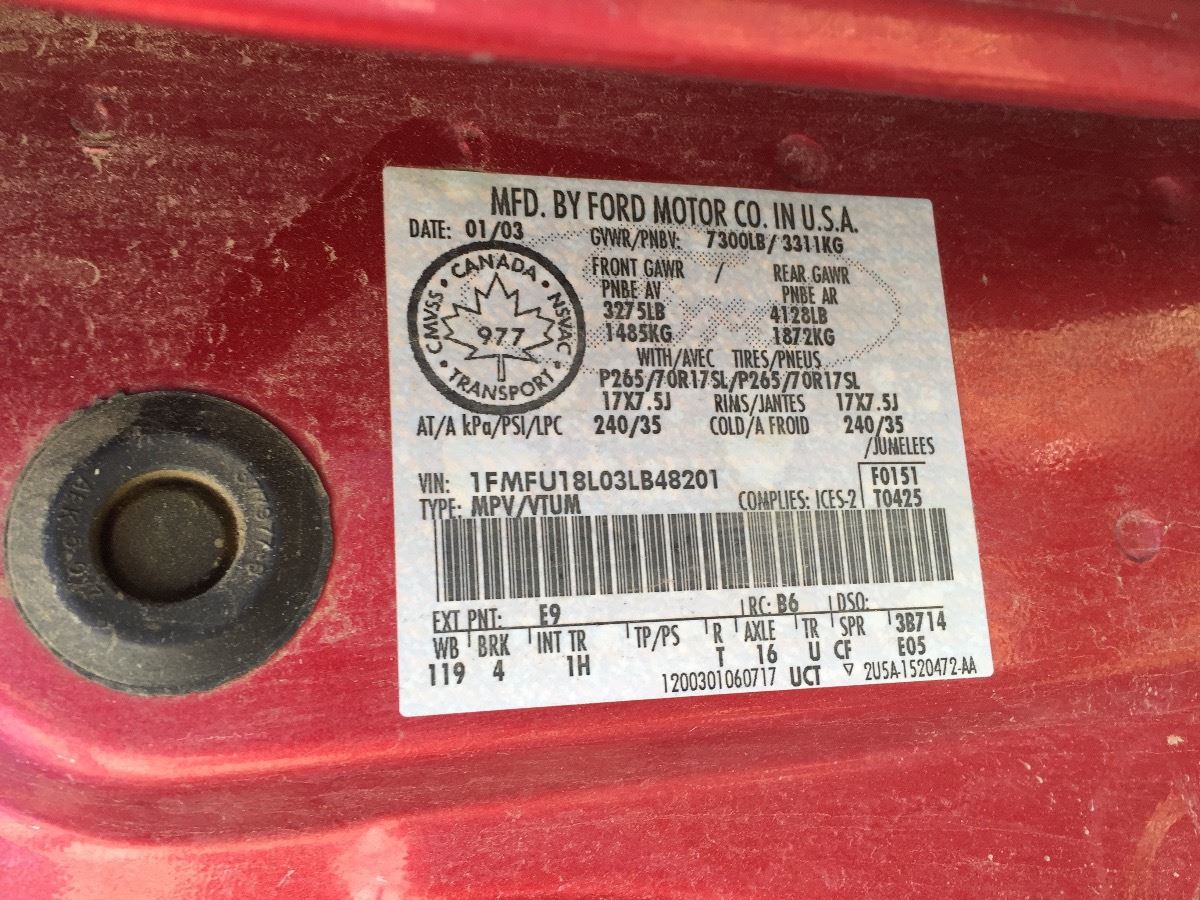 MFD. BY FORD MOTOR CO. IN U.S.A.
DATE: 01/03 GVWR/PNBV: 7300LB/ 3311KG
CANADA
CMVSS
NSVAC
977
TRANSPORT
FRONT GAWR / REAR GAWR
PNBE AV PNBE AR
3275LB 4128LB
1485KG 1872KG
WITH/AVEC TIRES/PNEUS
P265/70R17SL/P265/70R17SL
17X7.5J RIMS/JANTES 17X7.5J
AT/A kPa/PSI/LPC 240/35 COLD/A FROID 240/35
/JUMELEES
VIN: 1FMFU18L03LB48201 F0151
TYPE: MPV/VTUM COMPLIES: ICES-2 T0425
EXT PNT: E9 RC: B6 DSO:
WB BRK INT TR TP/PS R AXLE TR SPR 3B714
119 4 1H T 16 U CF E05
1200301060717 UCT ▽ 2U5A-1520472-AA